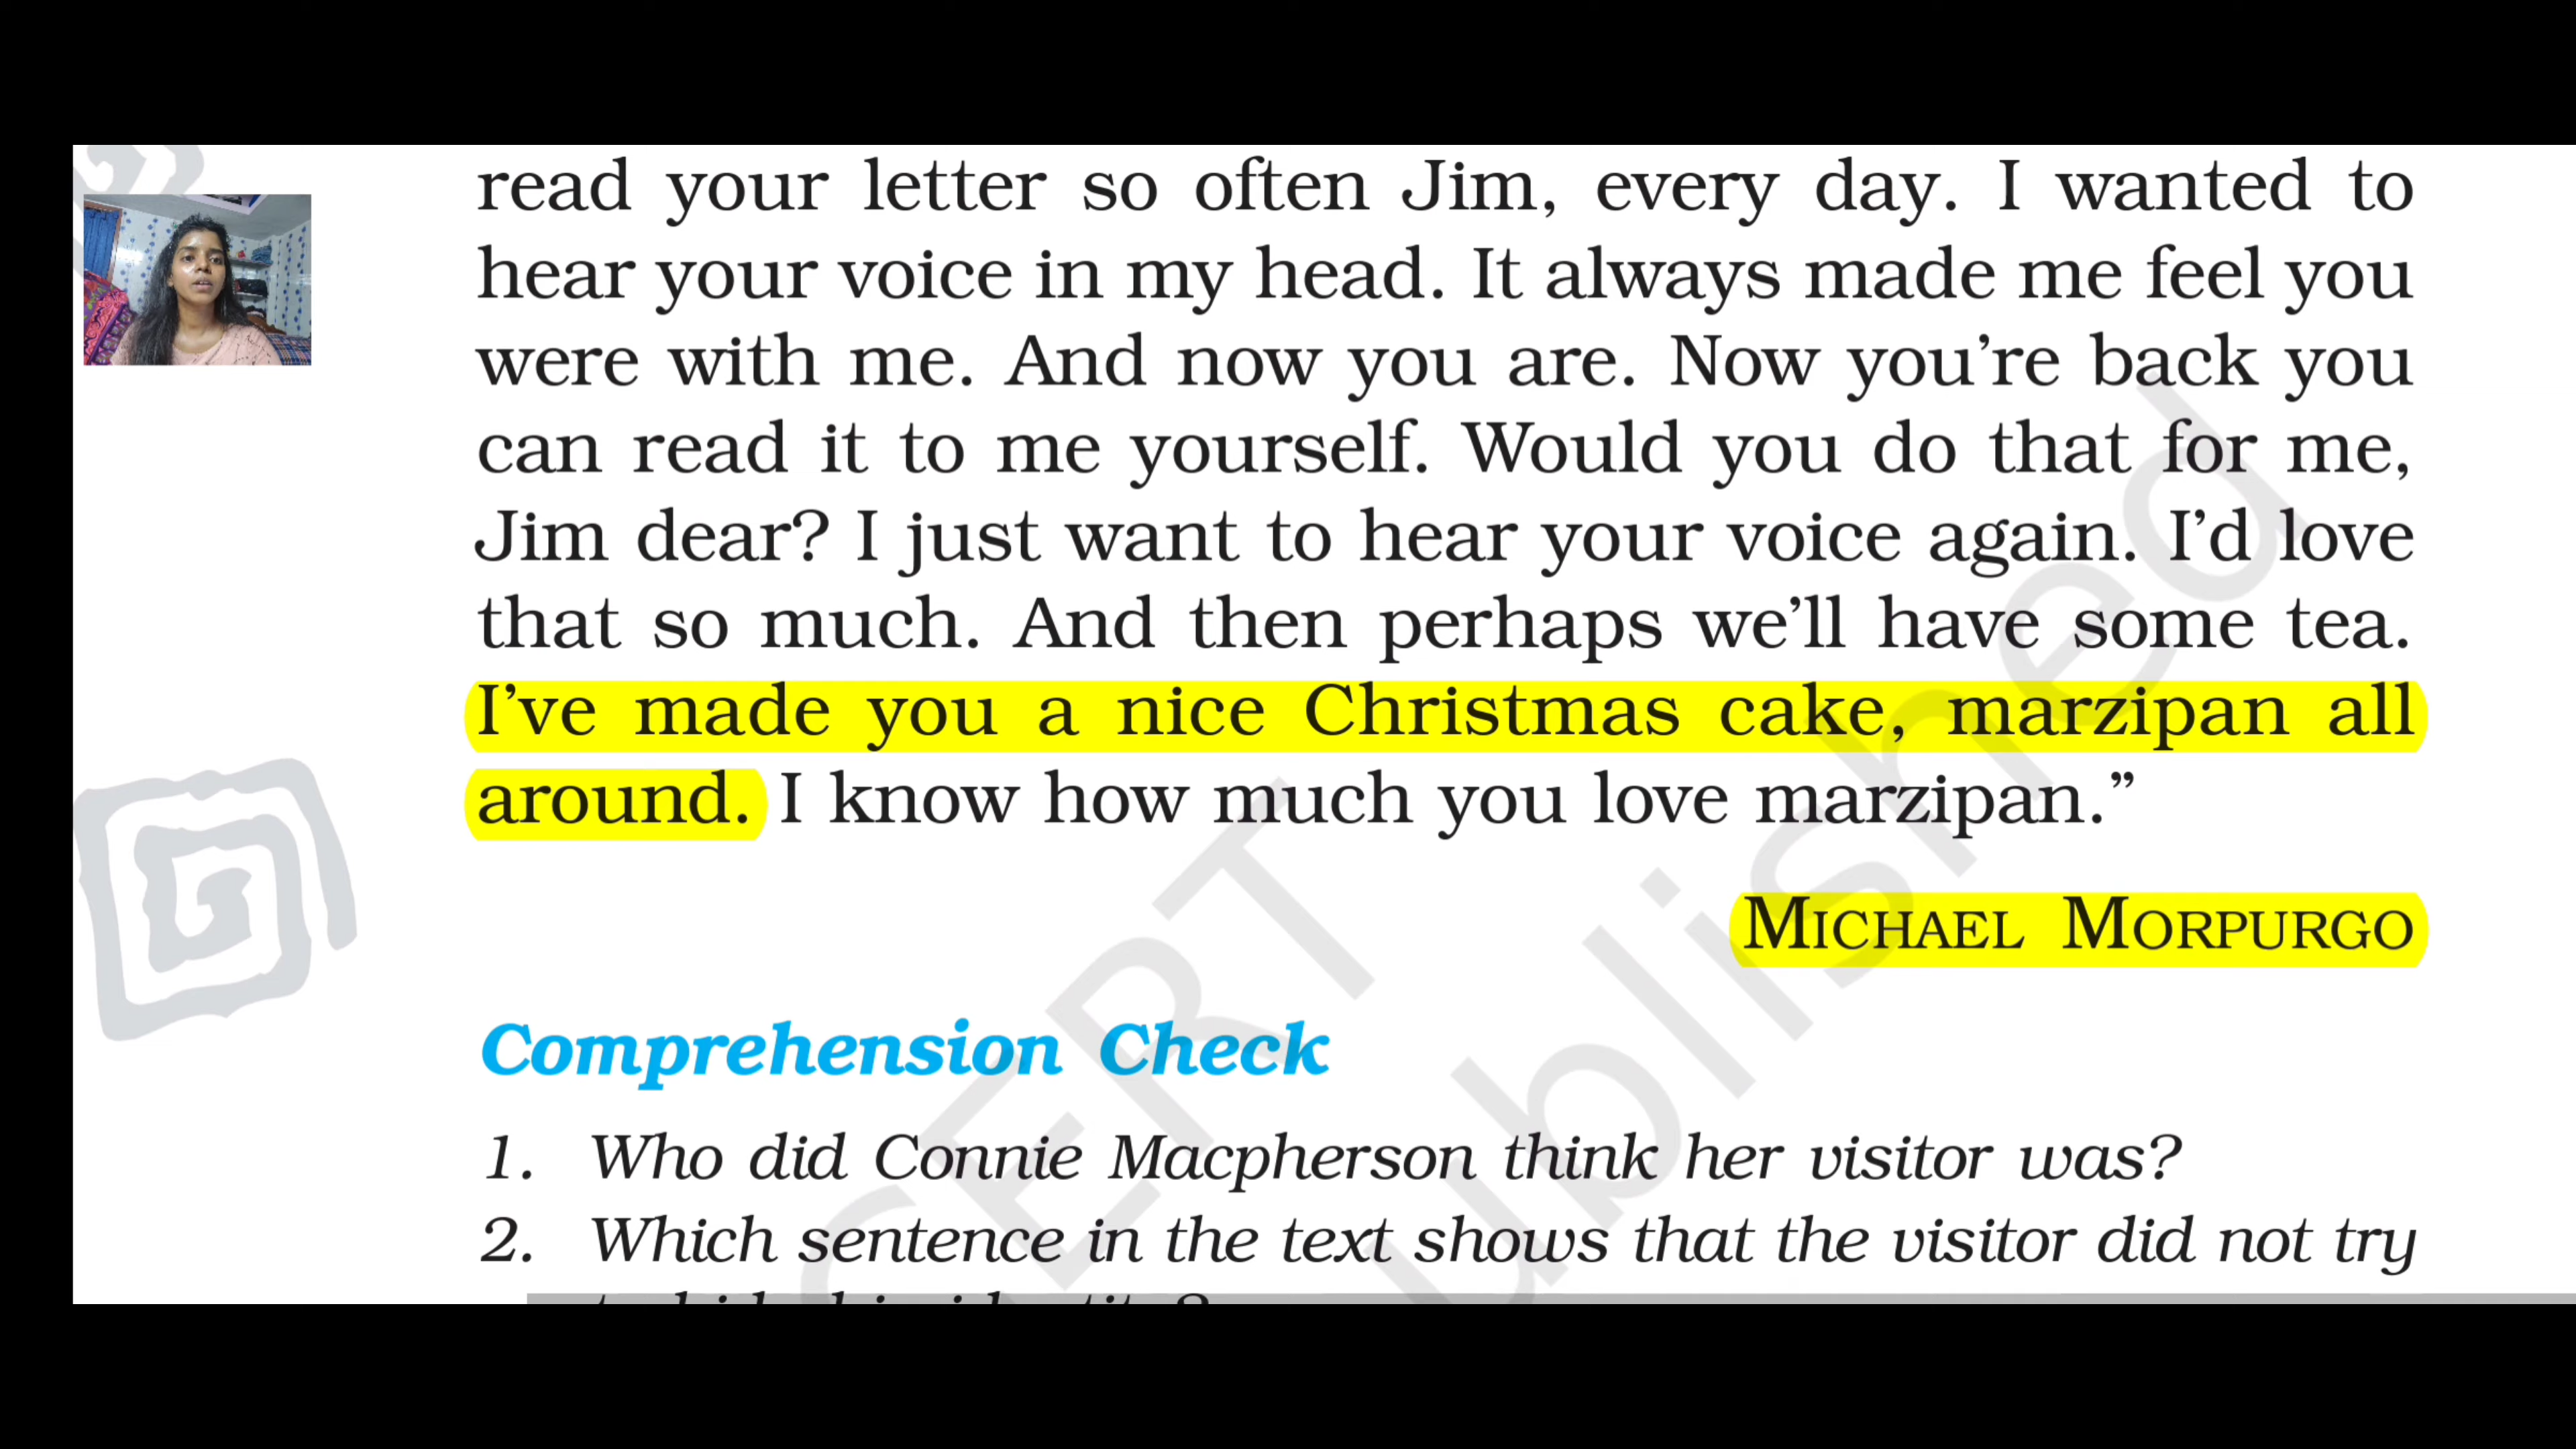 read your letter so often Jim, every day. I wanted to
hear your voice in my head. It always made me feel you
were with me. And now you are. Now you're back you
can read it to me yourself. Would you do that for me,
Jim dear? I just want to hear your voice again. I'd love
that so much. And then perhaps we'll have some tea.
I've made you a nice Christmas cake, marzipan all
around. I know how much you love marzipan.”
MICHAEL MORPURGO
Comprehension Check
1. Who did Connie Macpherson think her visitor was?
2. Which sentence in the text shows that the visitor did not try